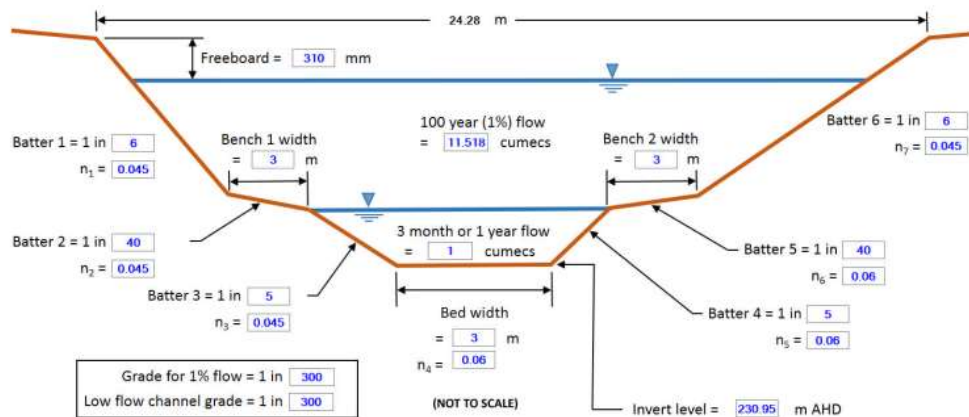 24.28 m
Freeboard = 310 mm
100 year (1%) flow
= 11.518 cumecs
Batter 1 = 1 in 6
n1 = 0.045
Bench 1 width
= 3 m
Bench 2 width
= 3 m
Batter 6 = 1 in 6
n7 = 0.045
Batter 2 = 1 in 40
n2 = 0.045
3 month or 1 year flow
= 1 cumecs
Batter 5 = 1 in 40
n6 = 0.06
Batter 3 = 1 in 5
n3 = 0.045
Bed width
= 3 m
n4 = 0.06
Batter 4 = 1 in 5
n5 = 0.06
Grade for 1% flow = 1 in 300
Low flow channel grade = 1 in 300
(NOT TO SCALE)
Invert level = 230.95 m AHD